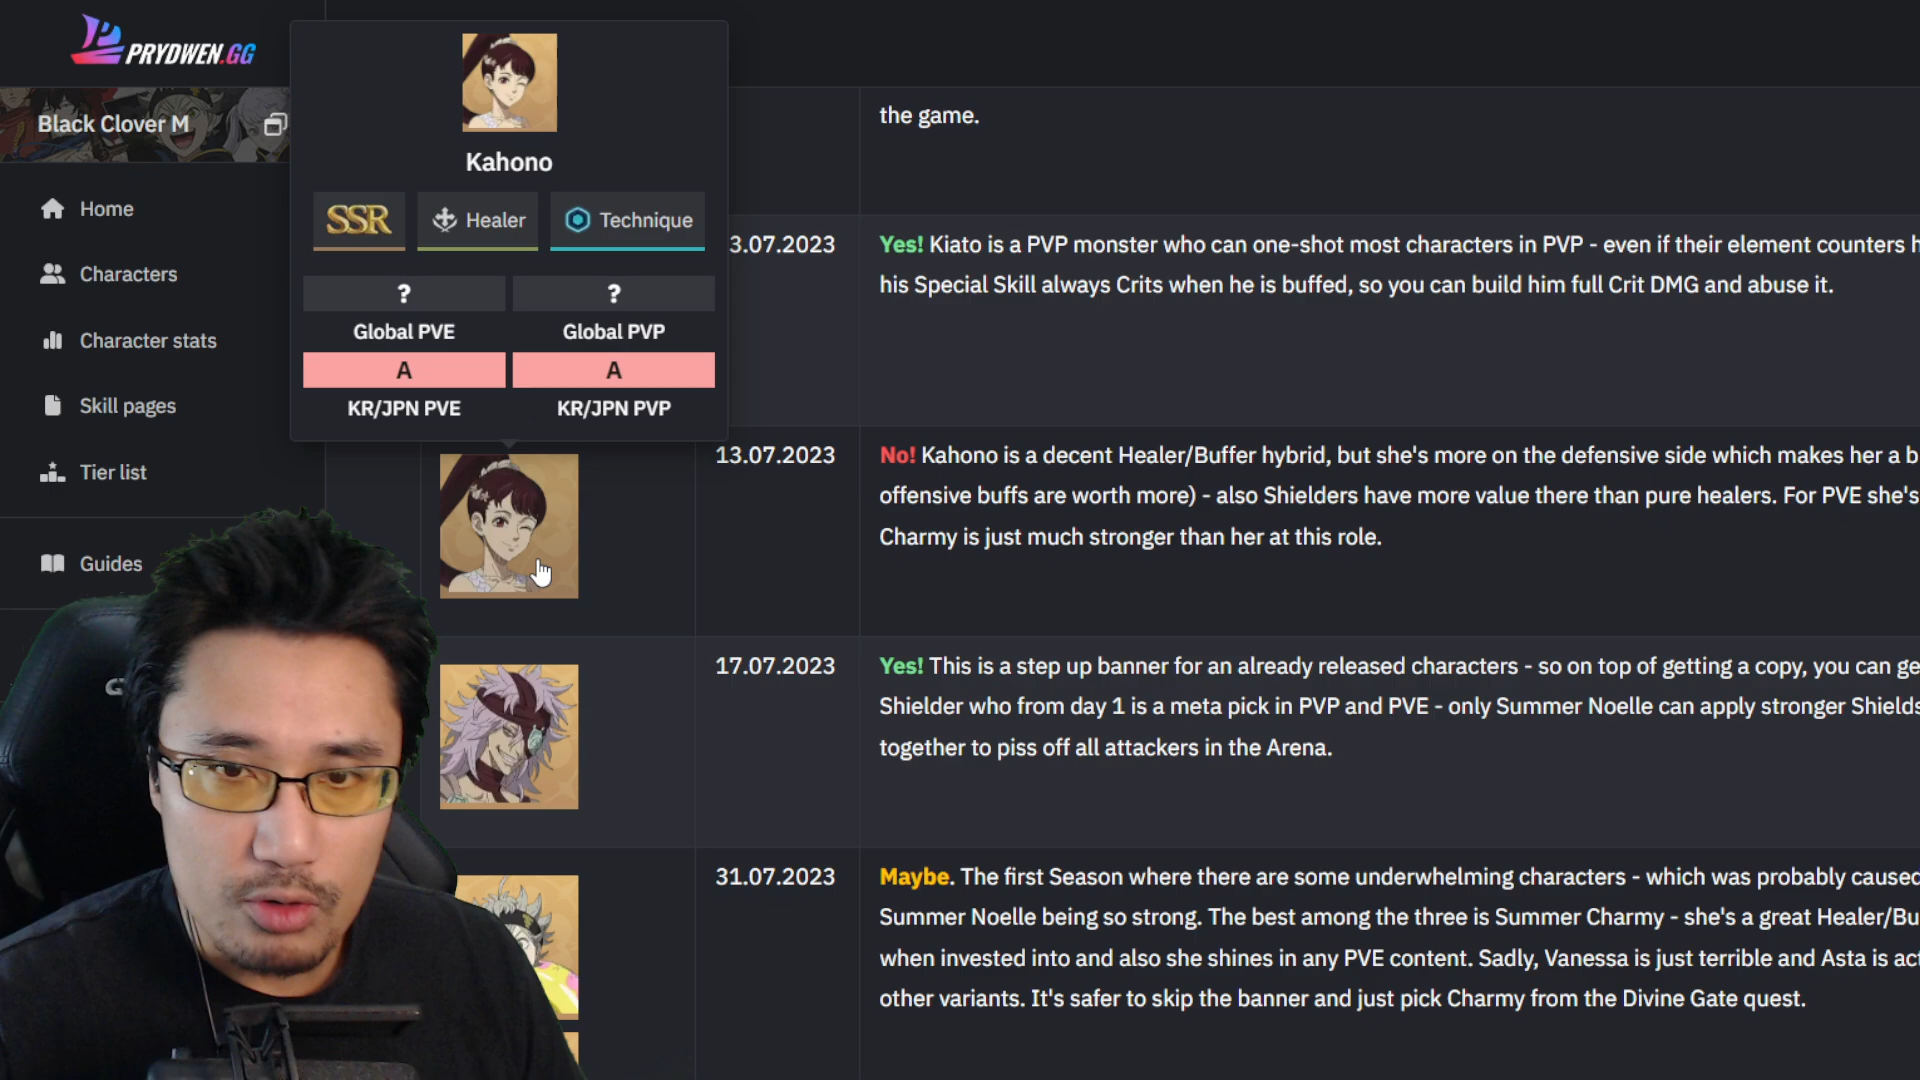 PRYDWEN.GG
Black Clover M
Home
Characters
Character stats
Skill pages
Tier list
Guides
Kahono
SSR
Healer
Technique
?
?
Global PVE
Global PVP
A
A
KR/JPN PVE
KR/JPN PVP
the game.
3.07.2023
Yes! Kiato is a PVP monster who can one-shot most characters in PVP - even if their element counters h
his Special Skill always Crits when he is buffed, so you can build him full Crit DMG and abuse it.
13.07.2023
No! Kahono is a decent Healer/Buffer hybrid, but she's more on the defensive side which makes her a b
offensive buffs are worth more) - also Shielders have more value there than pure healers. For PVE she's
Charmy is just much stronger than her at this role.
17.07.2023
Yes! This is a step up banner for an already released characters - so on top of getting a copy, you can ge
Shielder who from day 1 is a meta pick in PVP and PVE - only Summer Noelle can apply stronger Shields
together to piss off all attackers in the Arena.
31.07.2023
Maybe. The first Season where there are some underwhelming characters - which was probably caused
Summer Noelle being so strong. The best among the three is Summer Charmy - she's a great Healer/Bu
when invested into and also she shines in any PVE content. Sadly, Vanessa is just terrible and Asta is act
other variants. It's safer to skip the banner and just pick Charmy from the Divine Gate quest.